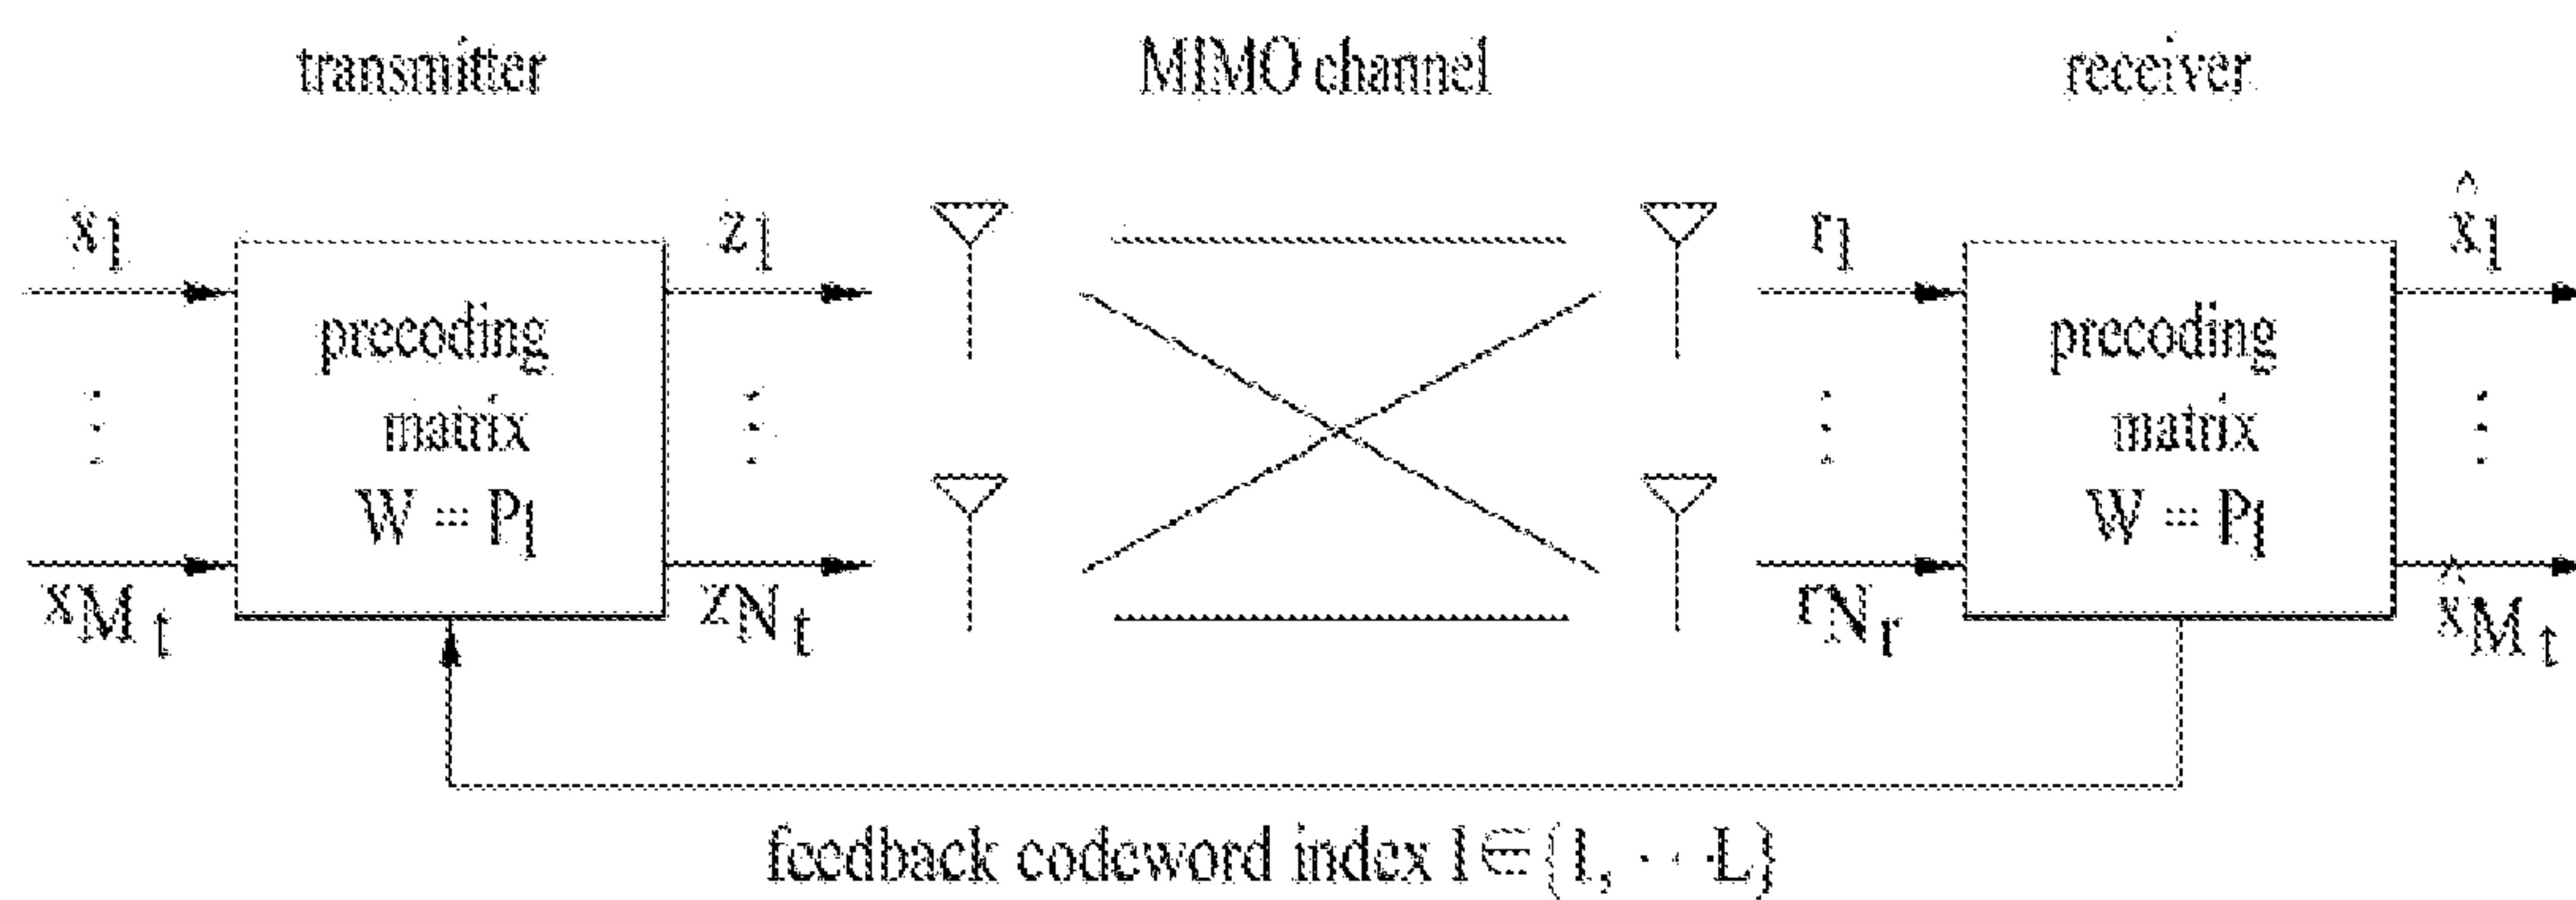 transmitter
MIMO channel
receiver
x1
z1
r1
x̂1
precoding
matrix
W = Pl
precoding
matrix
W = Pl
xMt
zNt
rNr
x̂Mt
feedback codeword index l∈{1, ···L}